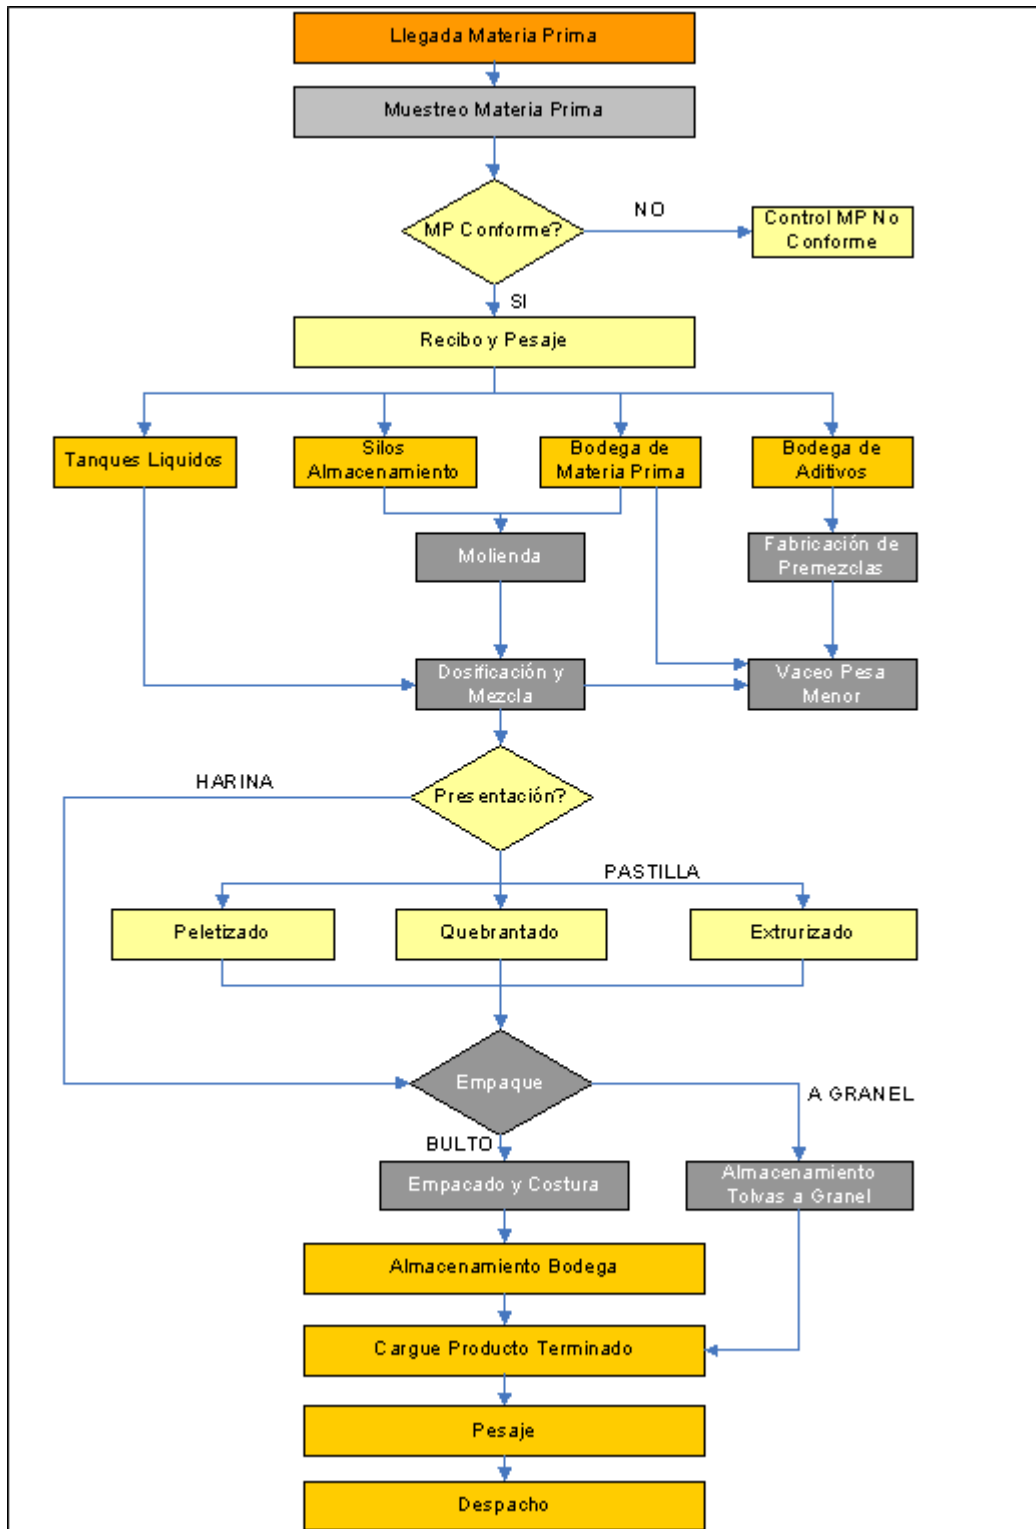 Llegada Materia Prima
Muestreo Materia Prima
MP Conforme?
NO
Control MP No
Conforme
SI
Recibo y Pesaje
Tanques Liquidos
Silos
Almacenamiento
Bodega de
Materia Prima
Bodega de
Aditivos
Molienda
Fabricación de
Premezclas
Dosificación y
Mezcla
Vaceo Pesa
Menor
HARINA
Presentación?
PASTILLA
Peletizado
Quebrantado
Extrurizado
Empaque
A GRANEL
BULTO
Empacado y Costura
Almacenamiento
Tolvas a Granel
Almacenamiento Bodega
Cargue Producto Terminado
Pesaje
Despacho